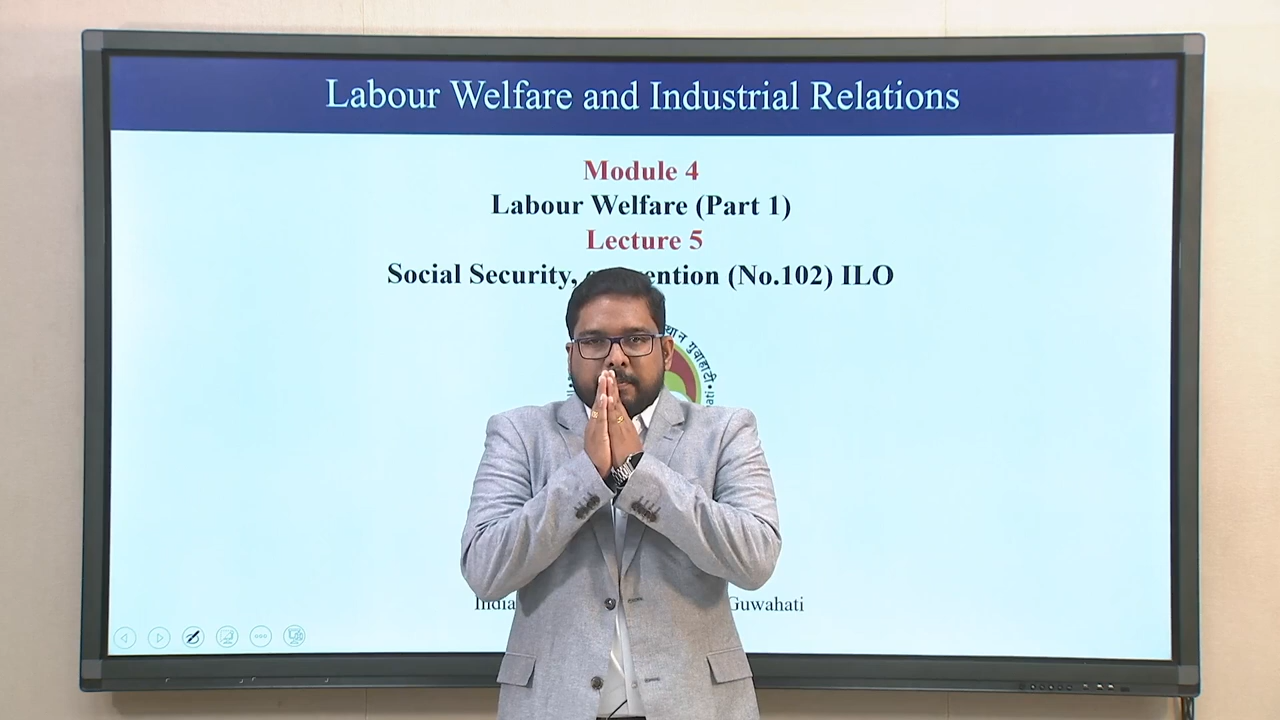 Labour Welfare and Industrial Relations
Module 4
Labour Welfare (Part 1)
Lecture 5
Social Security, (No.102) ILO
गुवाहाटी
Guwahati